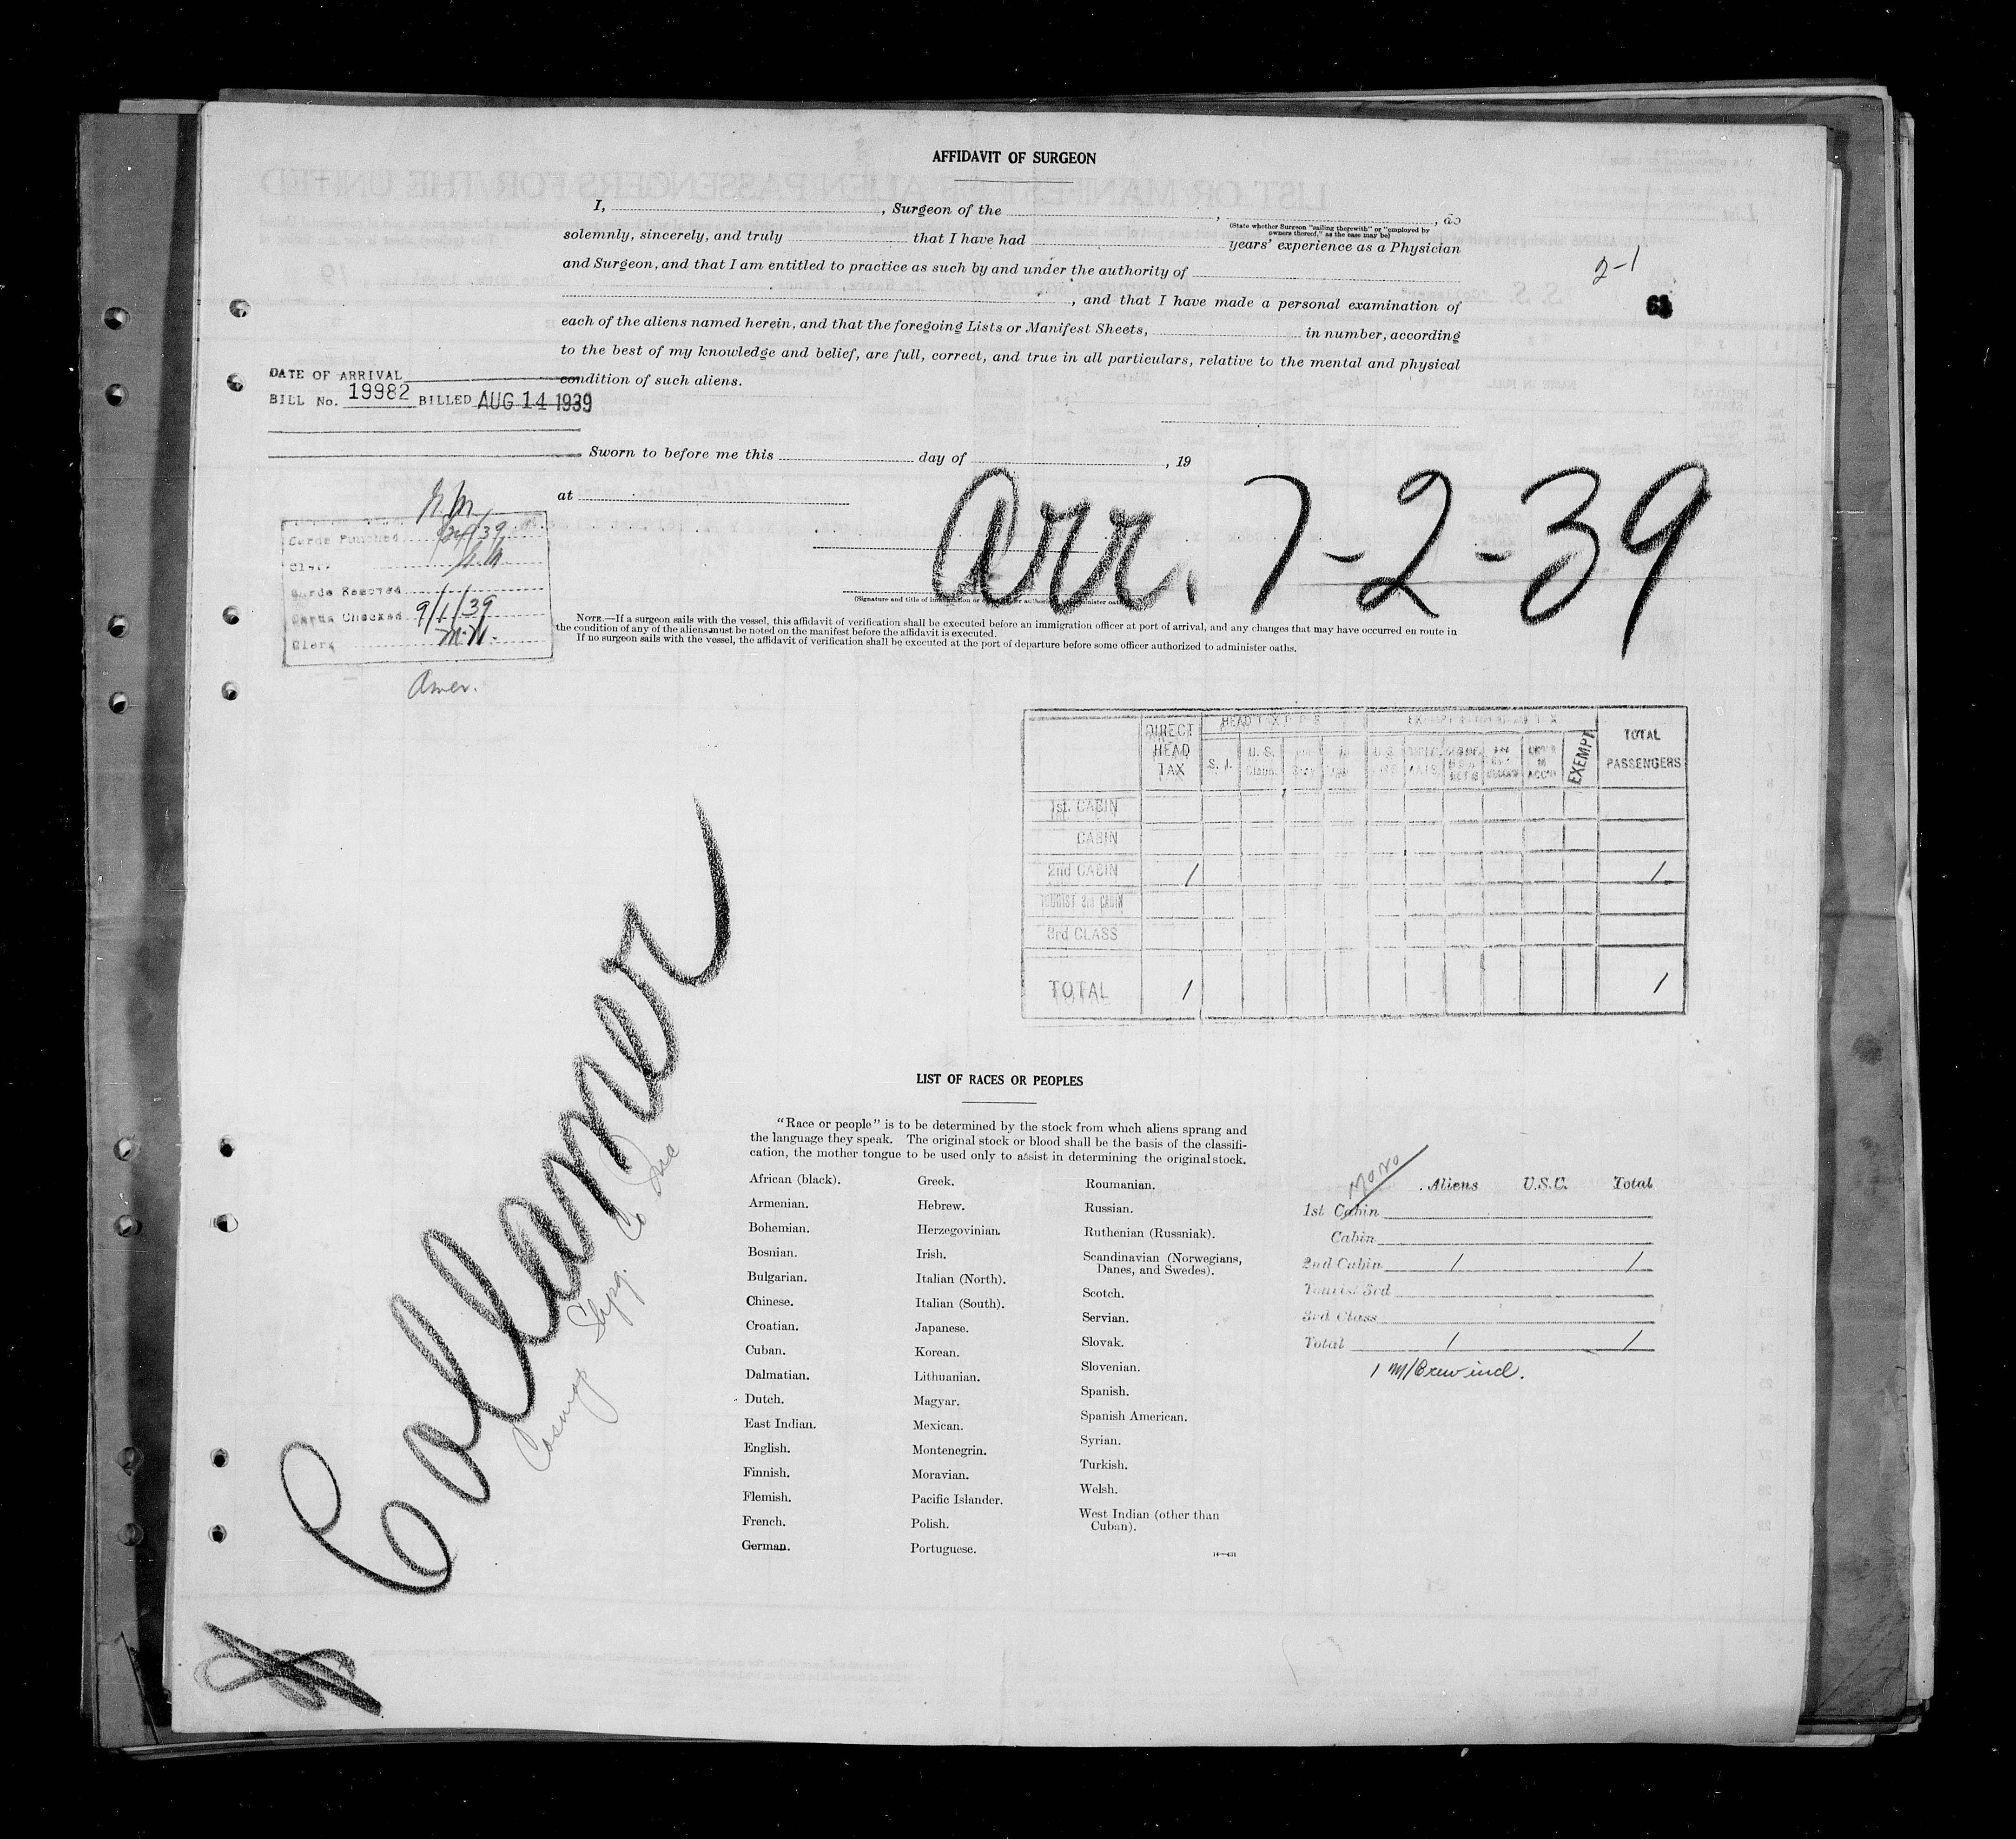 AFFIDAVIT OF SURGEON
I, , Surgeon of the , , do
(State whether Surgeon "sailing therewith" or "employed by owners thereof," as the case may be)
solemnly, sincerely, and truly that I have had years' experience as a Physician
and Surgeon, and that I am entitled to practice as such by and under the authority of
, and that I have made a personal examination of
each of the aliens named herein, and that the foregoing Lists or Manifest Sheets, in number, according
to the best of my knowledge and belief, are full, correct, and true in all particulars, relative to the mental and physical
condition of such aliens.
2-1
DATE OF ARRIVAL
BILL No. 19982 BILLED AUG 14 1939
Sworn to before me this day of , 19
at
Arr. 7-2-39
Cards Punched
Clerk
Cards Removed
Cards Checked 9/1/39
Clerk M.W.
Amer.
NOTE.—If a surgeon sails with the vessel, this affidavit of verification shall be executed before an immigration officer at port of arrival, and any changes that may have occurred en route in
the condition of any of the aliens must be noted on the manifest before the affidavit is executed.
If no surgeon sails with the vessel, the affidavit of verification shall be executed at the port of departure before some officer authorized to administer oaths.
DIRECT HEAD TAX
S. I.
U. S.
EXEMPT
TOTAL PASSENGERS
1st. CABIN
CABIN
2nd CABIN 1 1
TOURIST 3rd CABIN
3rd CLASS
TOTAL 1 1
Collamer
Cosmop Shpg. Co Inc
LIST OF RACES OR PEOPLES
"Race or people" is to be determined by the stock from which aliens sprang and
the language they speak. The original stock or blood shall be the basis of the classifi-
cation, the mother tongue to be used only to assist in determining the original stock.
African (black).
Armenian.
Bohemian.
Bosnian.
Bulgarian.
Chinese.
Croatian.
Cuban.
Dalmatian.
Dutch.
East Indian.
English.
Finnish.
Flemish.
French.
German.
Greek.
Hebrew.
Herzegovinian.
Irish.
Italian (North).
Italian (South).
Japanese.
Korean.
Lithuanian.
Magyar.
Mexican.
Montenegrin.
Moravian.
Pacific Islander.
Polish.
Portuguese.
Roumanian.
Russian.
Ruthenian (Russniak).
Scandinavian (Norwegians,
Danes, and Swedes).
Scotch.
Servian.
Slovak.
Slovenian.
Spanish.
Spanish American.
Syrian.
Turkish.
Welsh.
West Indian (other than
Cuban).
Aliens U.S.C. Total
1st Cabin
Cabin
2nd Cabin 1 1
Tourist 3rd
3rd Class
Total 1 1
1 M/Crew incl.